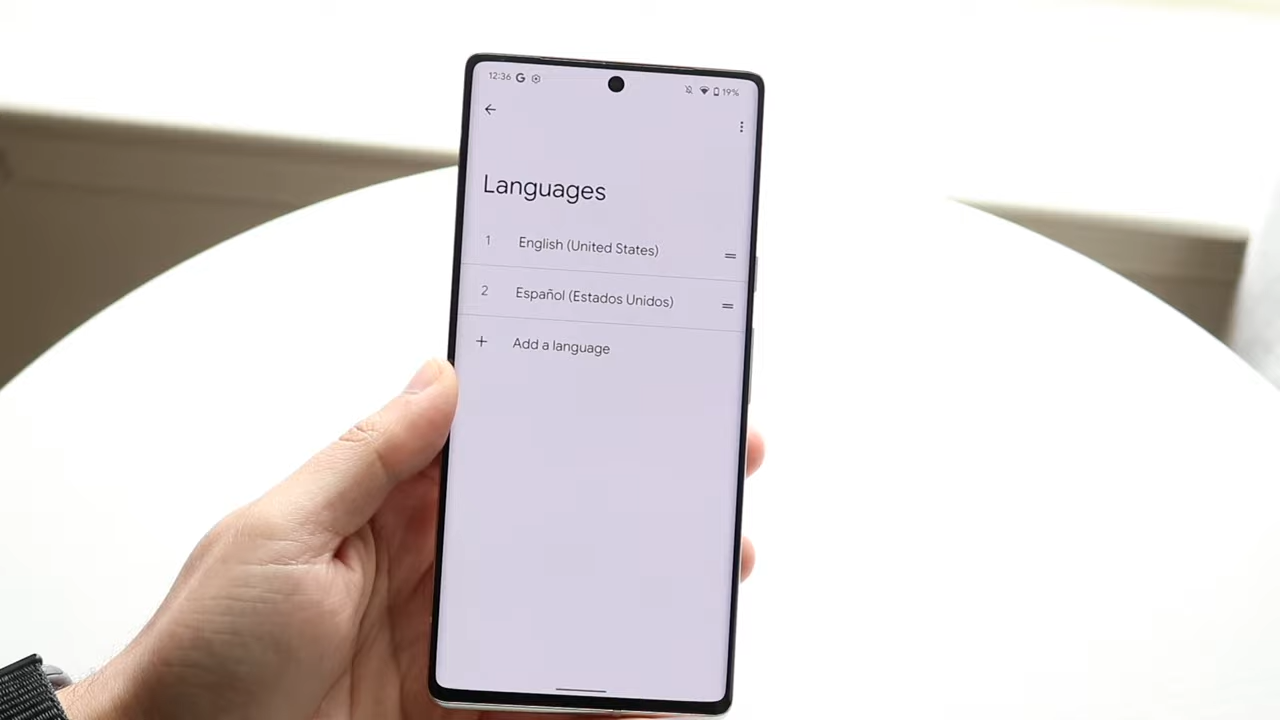 12:36 G 19%
Languages
1 English (United States)
2 Español (Estados Unidos)
+ Add a language